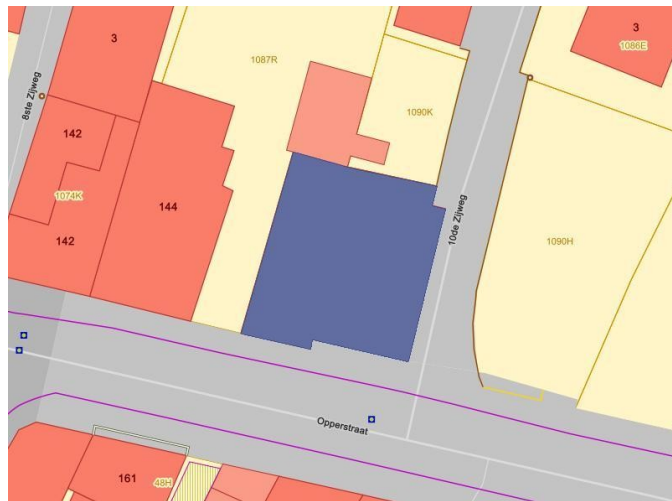 3
3
1086E
1087R
8ste Zijweg
1090K
142
1074K
144
142
10de Zijweg
1090H
Opperstraat
161
48H